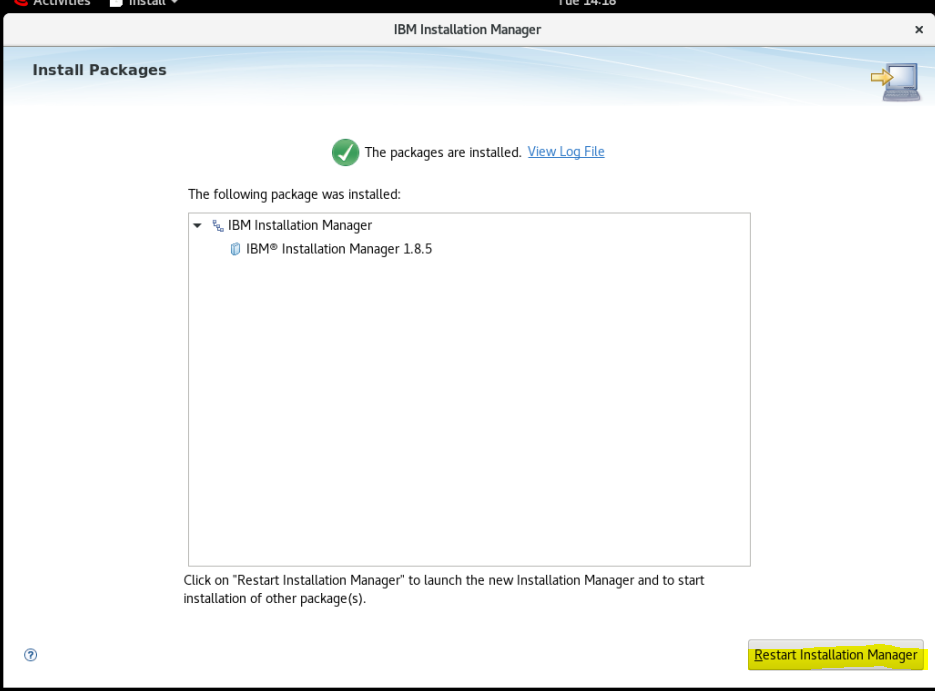 Activities Install Tue 14:18
IBM Installation Manager ×
Install Packages
The packages are installed. View Log File
The following package was installed:
IBM Installation Manager
IBM® Installation Manager 1.8.5
Click on "Restart Installation Manager" to launch the new Installation Manager and to start
installation of other package(s).
?
Restart Installation Manager